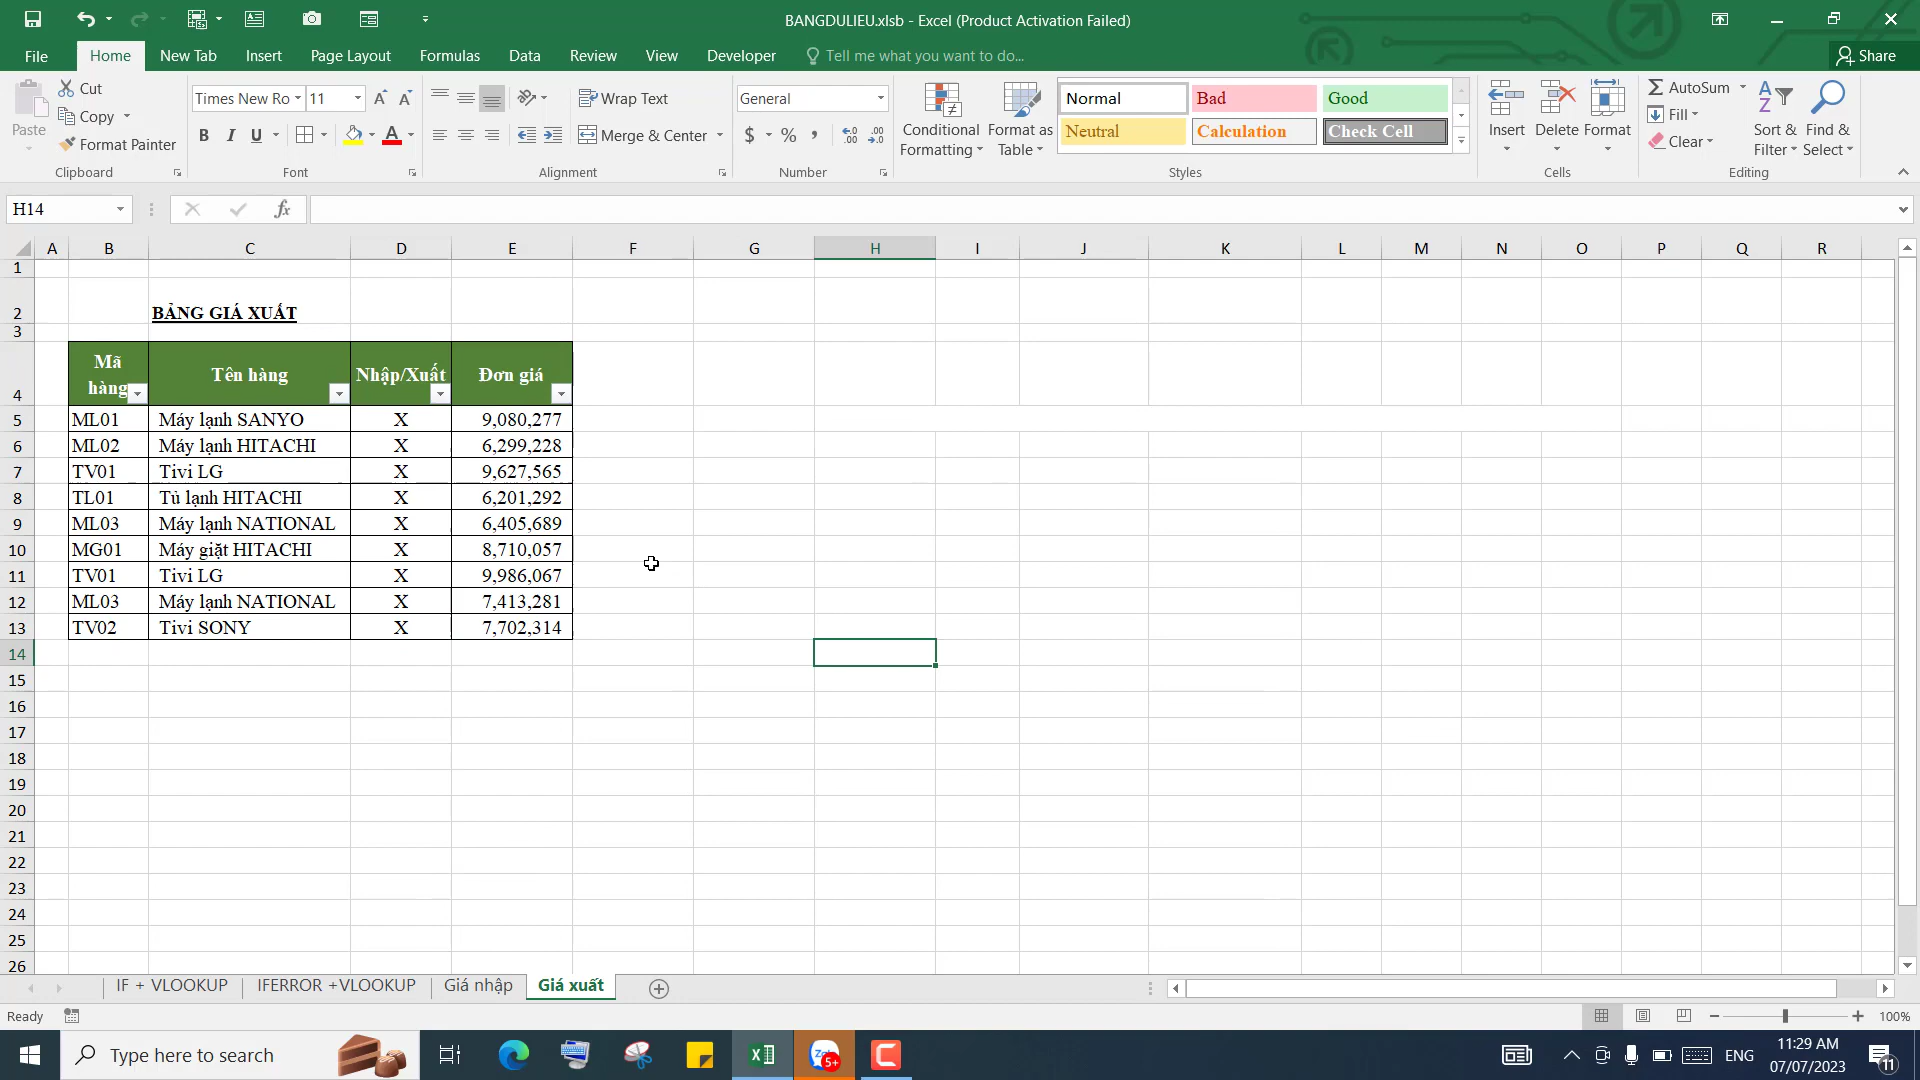 BANGDULIEU.xlsb - Excel (Product Activation Failed)
File Home New Tab Insert Page Layout Formulas Data Review View Developer Tell me what you want to do... Share
Paste
Cut
Copy
Format Painter
Clipboard
Times New Ro 11
Font
Wrap Text
Merge & Center
Alignment
General
Number
Conditional Formatting
Format as Table
Normal Bad Good
Neutral Calculation Check Cell
Styles
Insert Delete Format
Cells
AutoSum
Fill
Clear
Sort & Filter
Find & Select
Editing
H14 fx
A B C D E F G H I J K L M N O P Q R
1
2 BẢNG GIÁ XUẤT
3
4 Mã hàng Tên hàng Nhập/Xuất Đơn giá
5 ML01 Máy lạnh SANYO X 9,080,277
6 ML02 Máy lạnh HITACHI X 6,299,228
7 TV01 Tivi LG X 9,627,565
8 TL01 Tủ lạnh HITACHI X 6,201,292
9 ML03 Máy lạnh NATIONAL X 6,405,689
10 MG01 Máy giặt HITACHI X 8,710,057
11 TV01 Tivi LG X 9,986,067
12 ML03 Máy lạnh NATIONAL X 7,413,281
13 TV02 Tivi SONY X 7,702,314
14
15
16
17
18
19
20
21
22
23
24
25
26
IF + VLOOKUP IFERROR +VLOOKUP Giá nhập Giá xuất
Ready 100%
Type here to search 5+ ENG 11:29 AM
07/07/2023 11